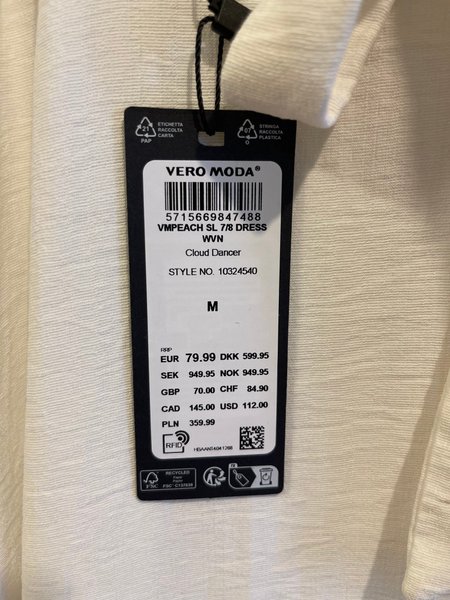 21
PAP
ETICHETTA
RACCOLTA
CARTA
07
O
STRINGA
RACCOLTA
PLASTICA
VERO MODA®
5715669847488
VMPEACH SL 7/8 DRESS
WVN
Cloud Dancer
STYLE NO. 10324540
M
RRP
EUR 79.99 DKK 599.95
SEK 949.95 NOK 949.95
GBP 70.00 CHF 84.90
CAD 145.00 USD 112.00
PLN 359.99
RFID
FSC
RECYCLED
FR